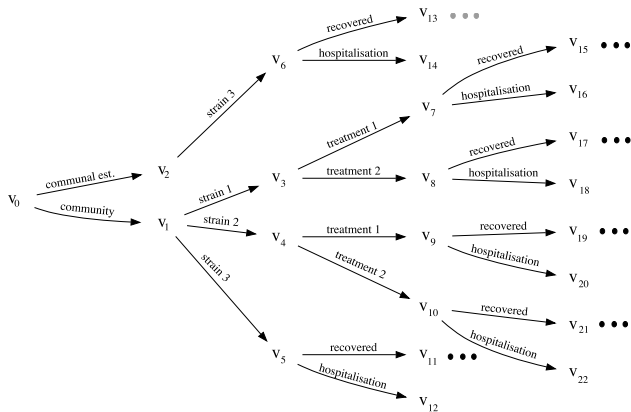 recovered
V13
hospitalisation
V14
V6
recovered
V15
hospitalisation
V16
strain 3
V7
treatment 1
recovered
V17
communal est.
V2
strain 1
V3
treatment 2
V8
hospitalisation
V18
V0
community
V1
strain 2
V4
treatment 1
V9
recovered
V19
hospitalisation
V20
strain 3
treatment 2
V10
recovered
V21
V5
recovered
V11
hospitalisation
V22
hospitalisation
V12